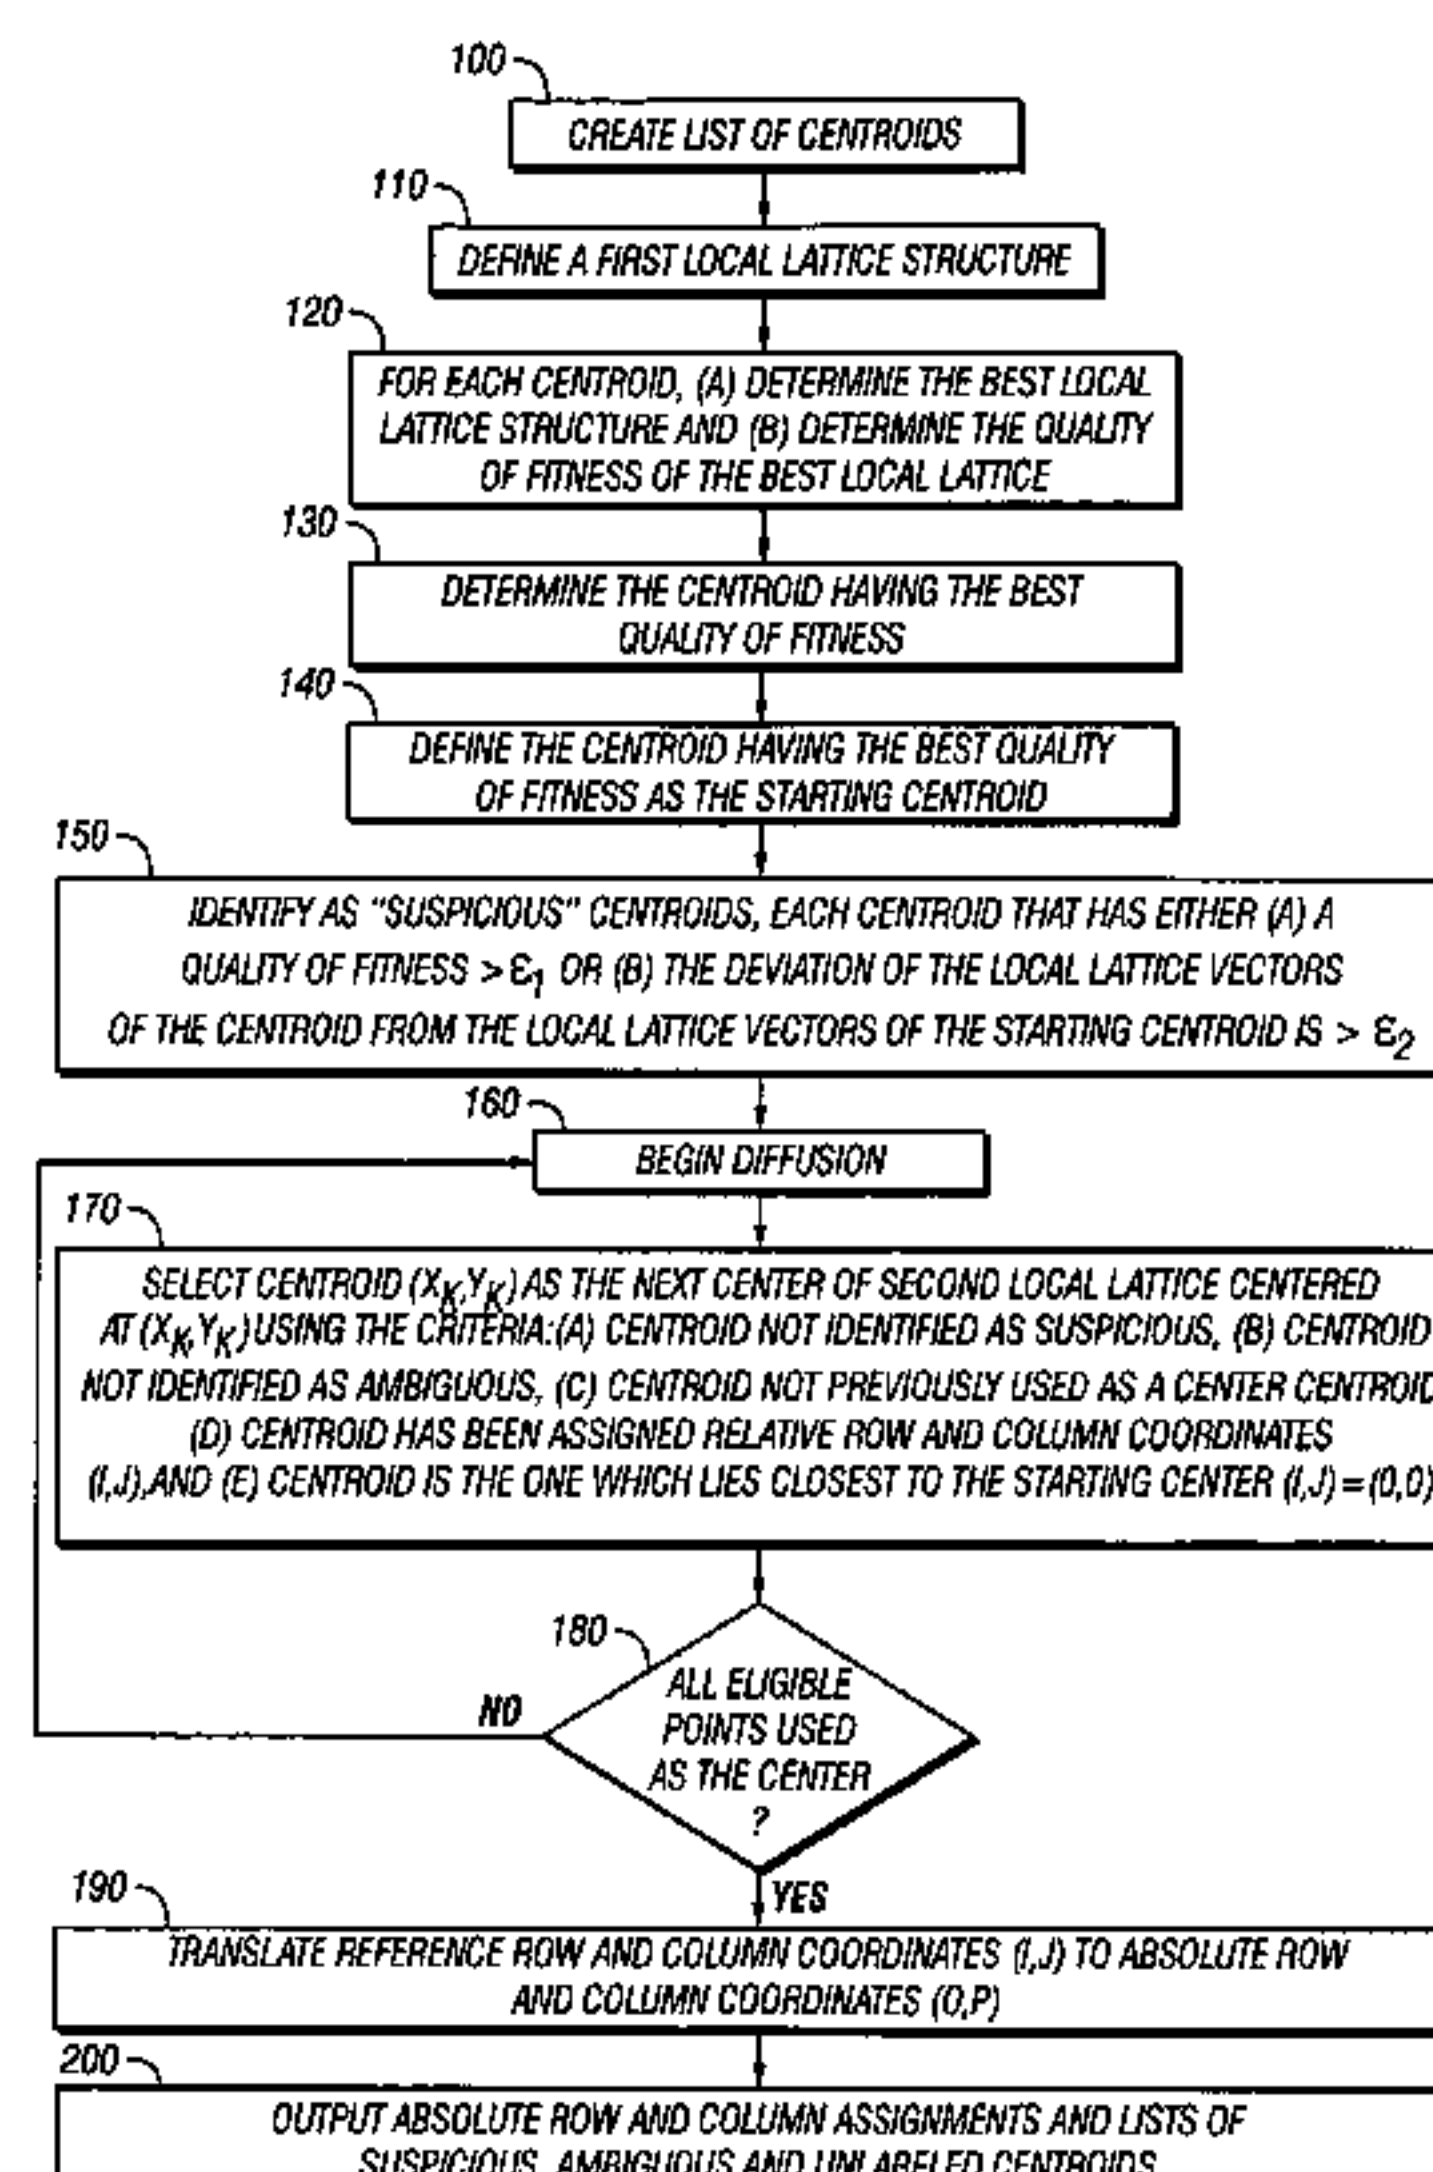 100
CREATE LIST OF CENTROIDS
110
DEFINE A FIRST LOCAL LATTICE STRUCTURE
120
FOR EACH CENTROID, (A) DETERMINE THE BEST LOCAL
LATTICE STRUCTURE AND (B) DETERMINE THE QUALITY
OF FITNESS OF THE BEST LOCAL LATTICE
130
DETERMINE THE CENTROID HAVING THE BEST
QUALITY OF FITNESS
140
DEFINE THE CENTROID HAVING THE BEST QUALITY
OF FITNESS AS THE STARTING CENTROID
150
IDENTIFY AS "SUSPICIOUS" CENTROIDS, EACH CENTROID THAT HAS EITHER (A) A
QUALITY OF FITNESS > ε1 OR (B) THE DEVIATION OF THE LOCAL LATTICE VECTORS
OF THE CENTROID FROM THE LOCAL LATTICE VECTORS OF THE STARTING CENTROID IS > ε2
160
BEGIN DIFFUSION
170
SELECT CENTROID (XK,YK) AS THE NEXT CENTER OF SECOND LOCAL LATTICE CENTERED
AT (XK,YK) USING THE CRITERIA:(A) CENTROID NOT IDENTIFIED AS SUSPICIOUS, (B) CENTROID
NOT IDENTIFIED AS AMBIGUOUS, (C) CENTROID NOT PREVIOUSLY USED AS A CENTER CENTROID
(D) CENTROID HAS BEEN ASSIGNED RELATIVE ROW AND COLUMN COORDINATES
(I,J),AND (E) CENTROID IS THE ONE WHICH LIES CLOSEST TO THE STARTING CENTER (I,J)=(0,0)
180
ALL ELIGIBLE
POINTS USED
AS THE CENTER
?
NO
YES
190
TRANSLATE REFERENCE ROW AND COLUMN COORDINATES (I,J) TO ABSOLUTE ROW
AND COLUMN COORDINATES (O,P)
200
OUTPUT ABSOLUTE ROW AND COLUMN ASSIGNMENTS AND LISTS OF
SUSPICIOUS, AMBIGUOUS AND UNLABELED CENTROIDS